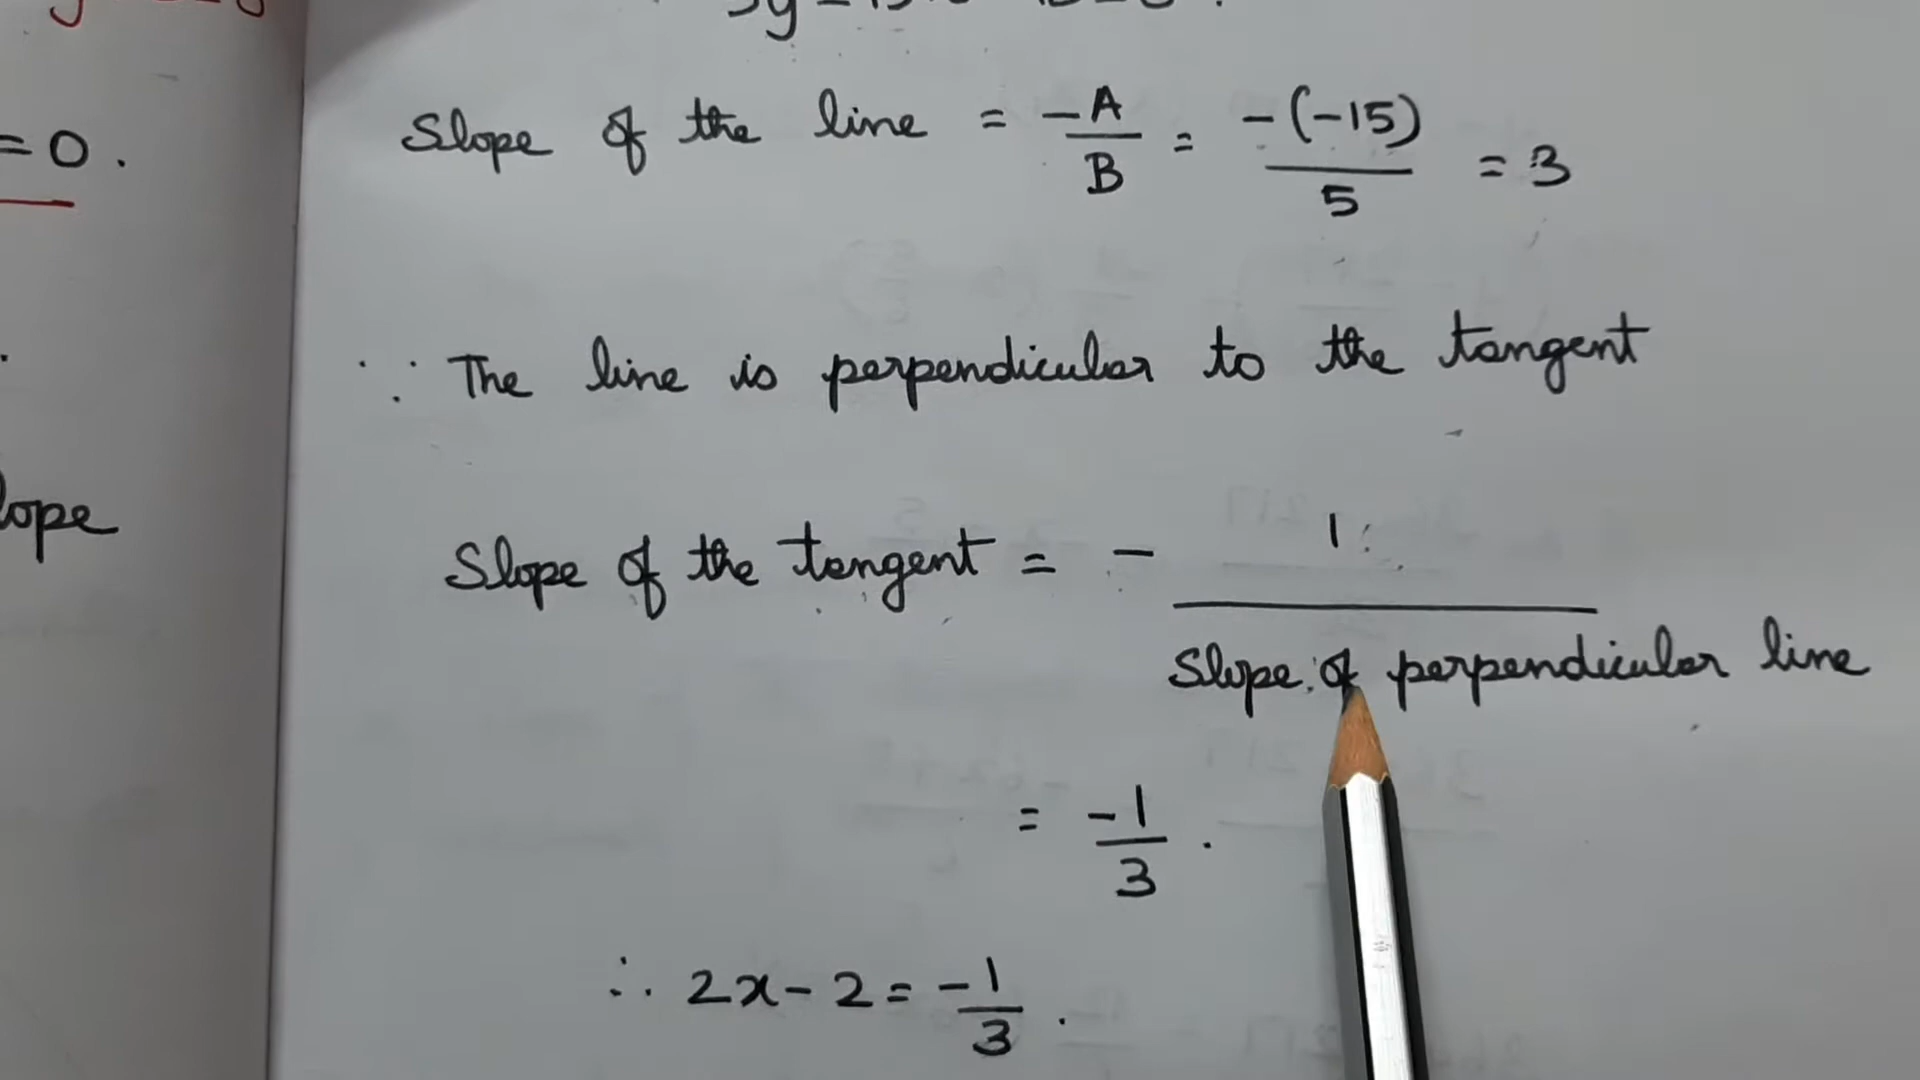 = 0 .
lope
Slope of the line = -A/B = -(-15)/5 = 3
∵ The line is perpendicular to the tangent
Slope of the tangent = - 1/Slope of perpendicular line
= -1/3 .
∴ 2x - 2 = -1/3 .